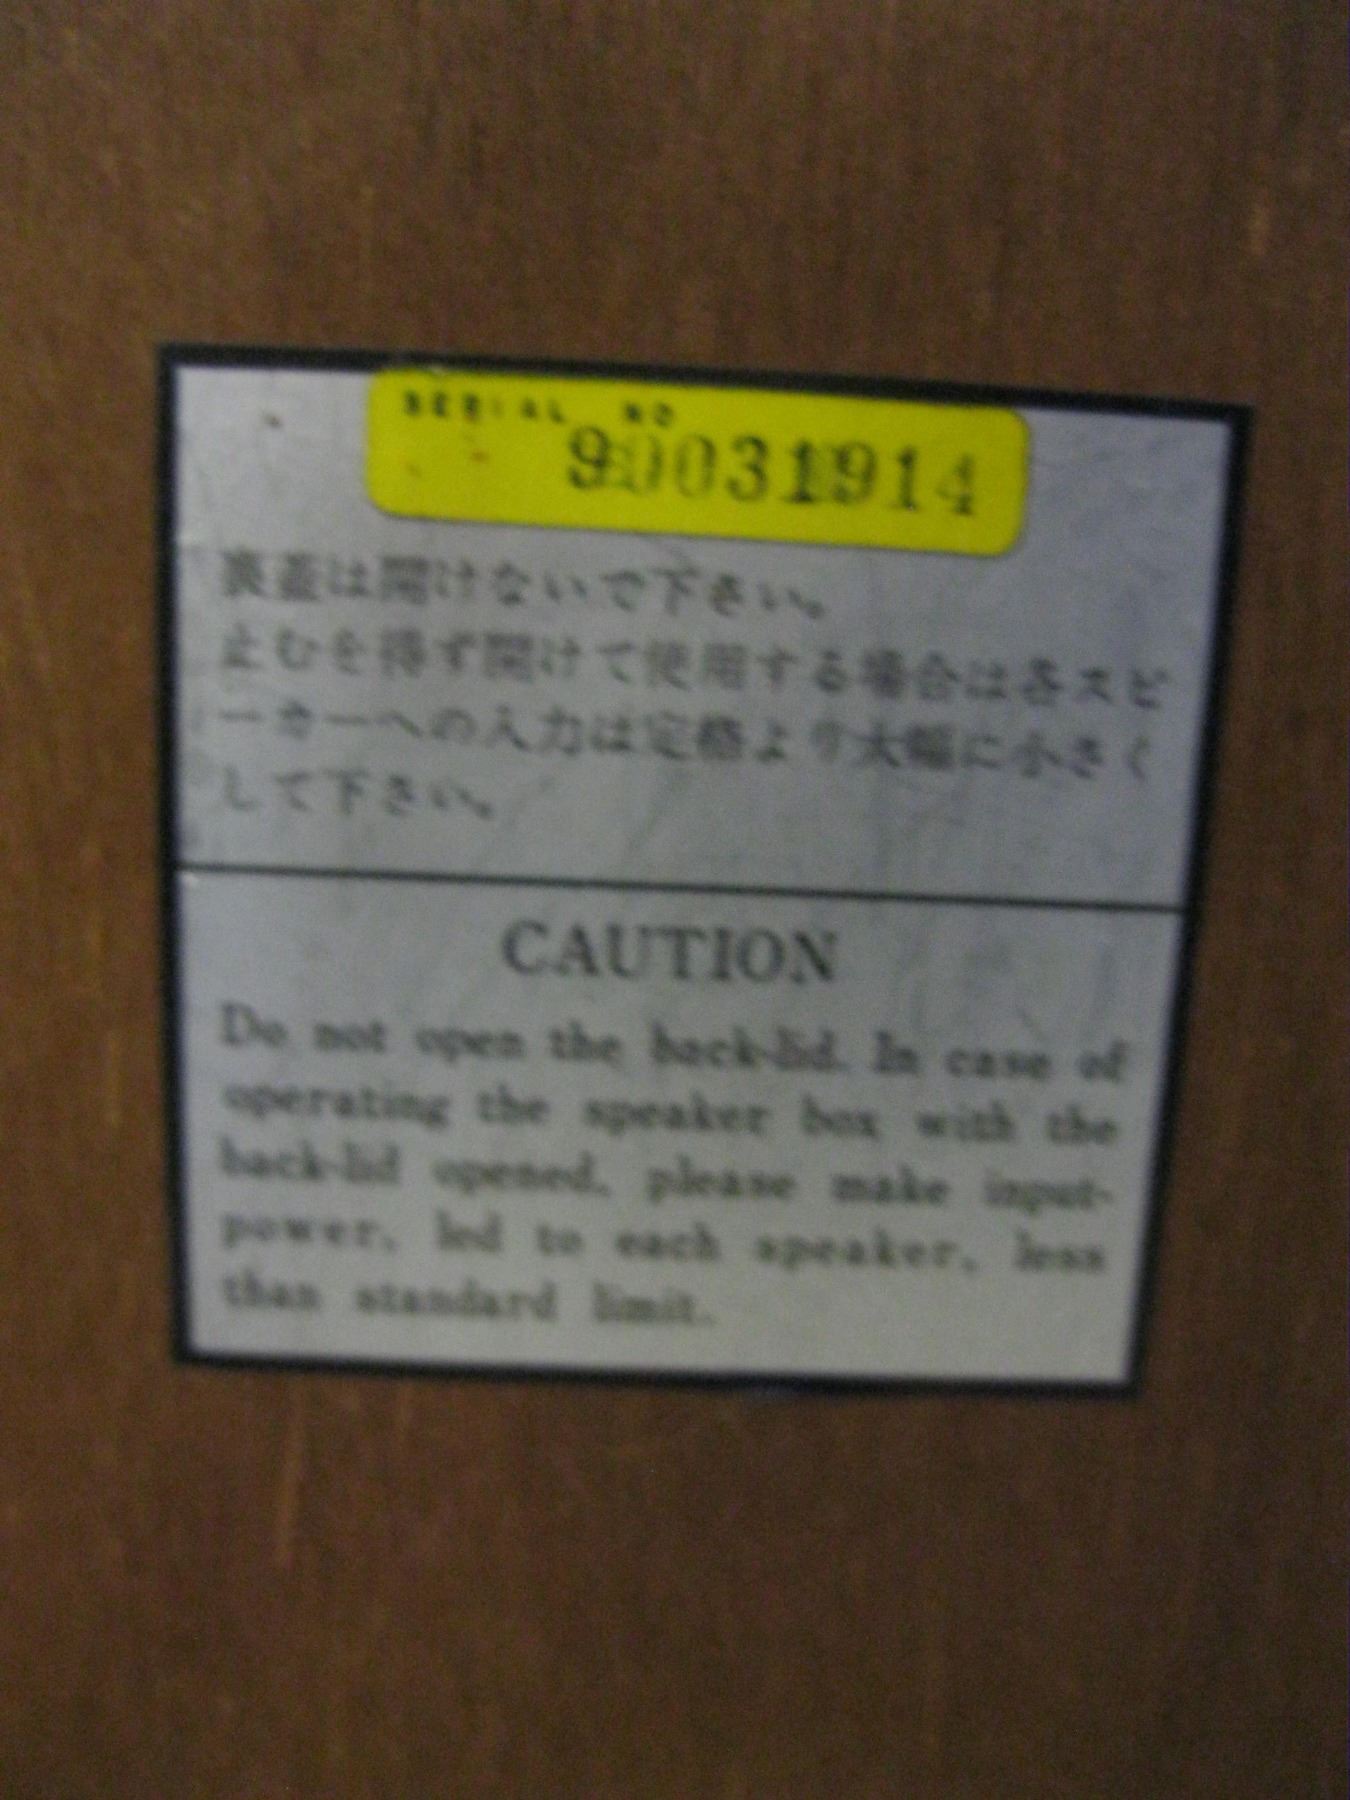 SERIAL NO
90031914
裏蓋は開けないで下さい。
止むを得ず開けて使用する場合は各スピ
ーカーへの入力は定格より大幅に小さく
して下さい。
CAUTION
Do not open the back-lid. In case of
operating the speaker box with the
back-lid opened, please make input-
power, led to each speaker, less
than standard limit.